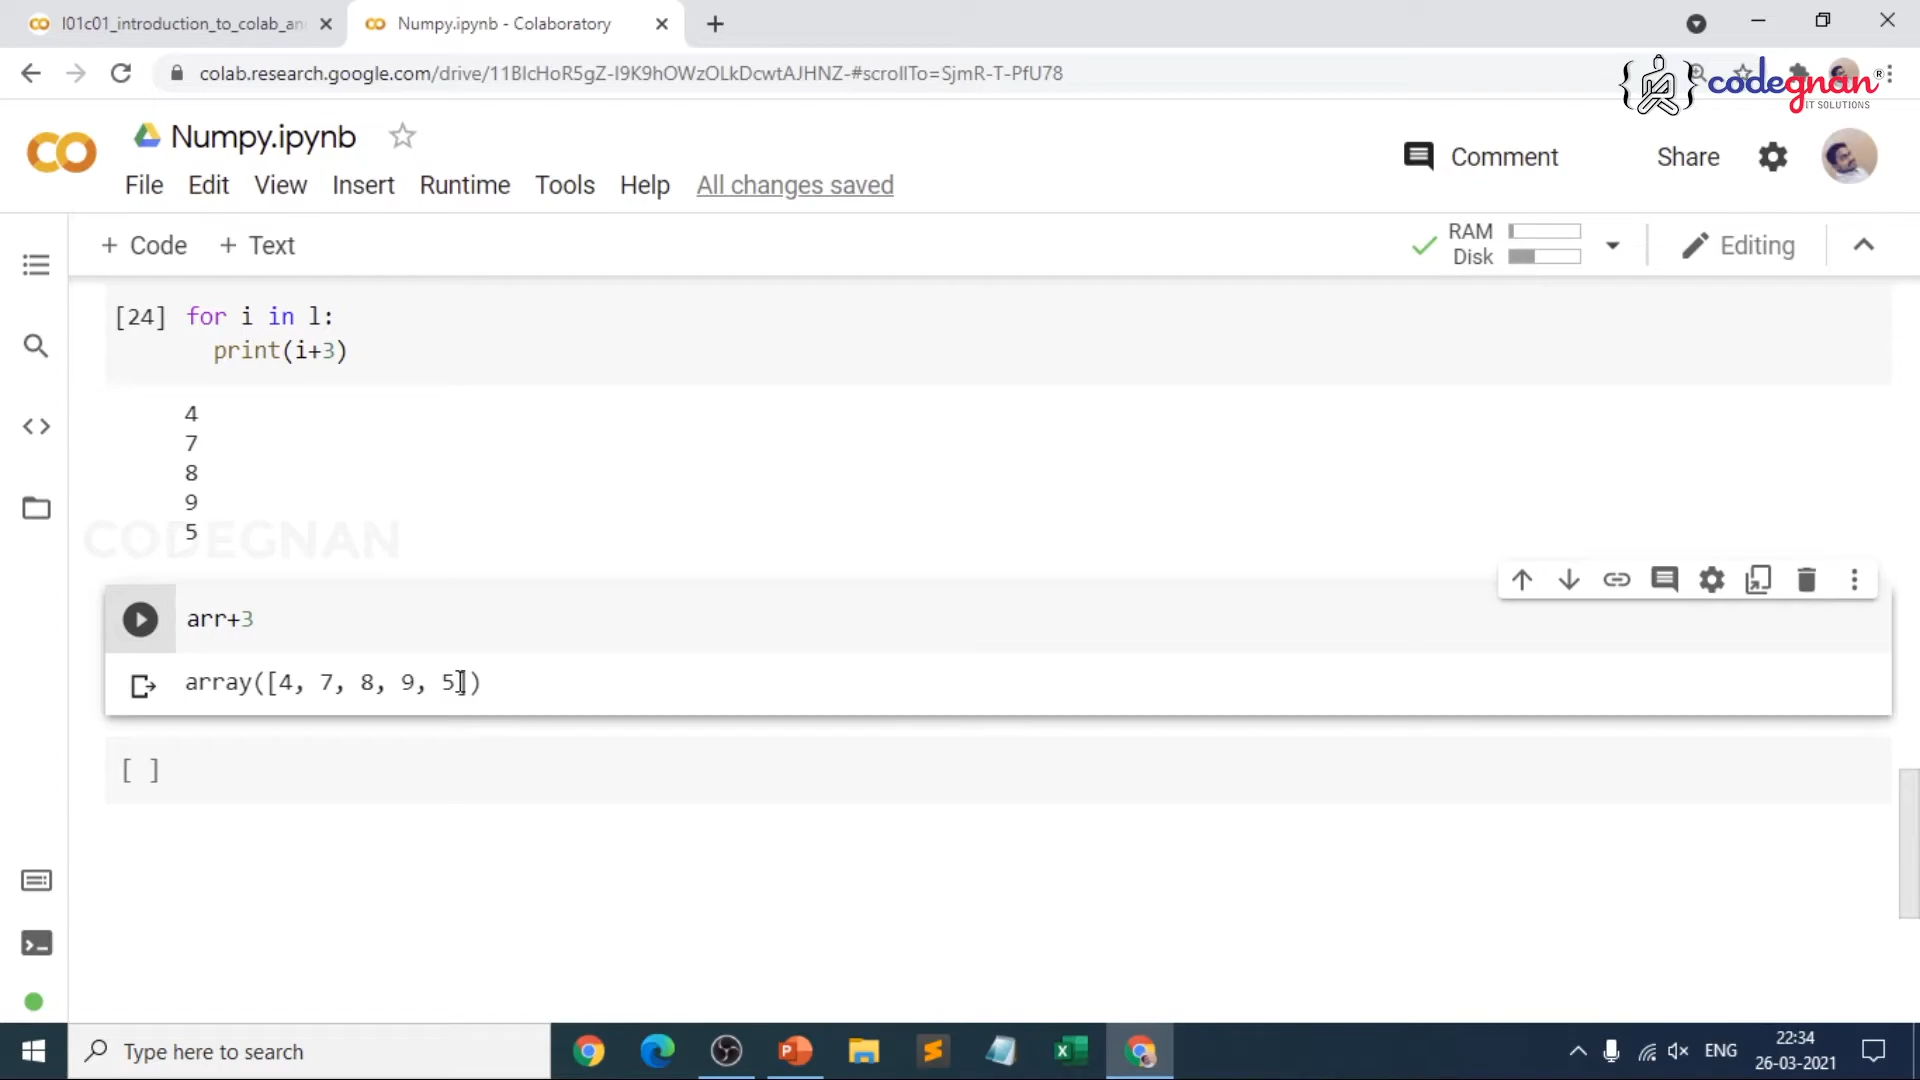 l01c01_introduction_to_colab_an
Numpy.ipynb - Colaboratory
colab.research.google.com/drive/11BlcHoR5gZ-I9K9hOWzOLkDcwtAJHNZ-#scrollTo=SjmR-T-PfU78
codegnan®
IT SOLUTIONS
CO
Numpy.ipynb
Comment
Share
File Edit View Insert Runtime Tools Help All changes saved
+ Code + Text
RAM
Disk
Editing
[24] for i in l:
print(i+3)
4
7
8
9
5
CODEGNAN
arr+3
array([4, 7, 8, 9, 5])
[ ]
Type here to search
ENG
22:34
26-03-2021